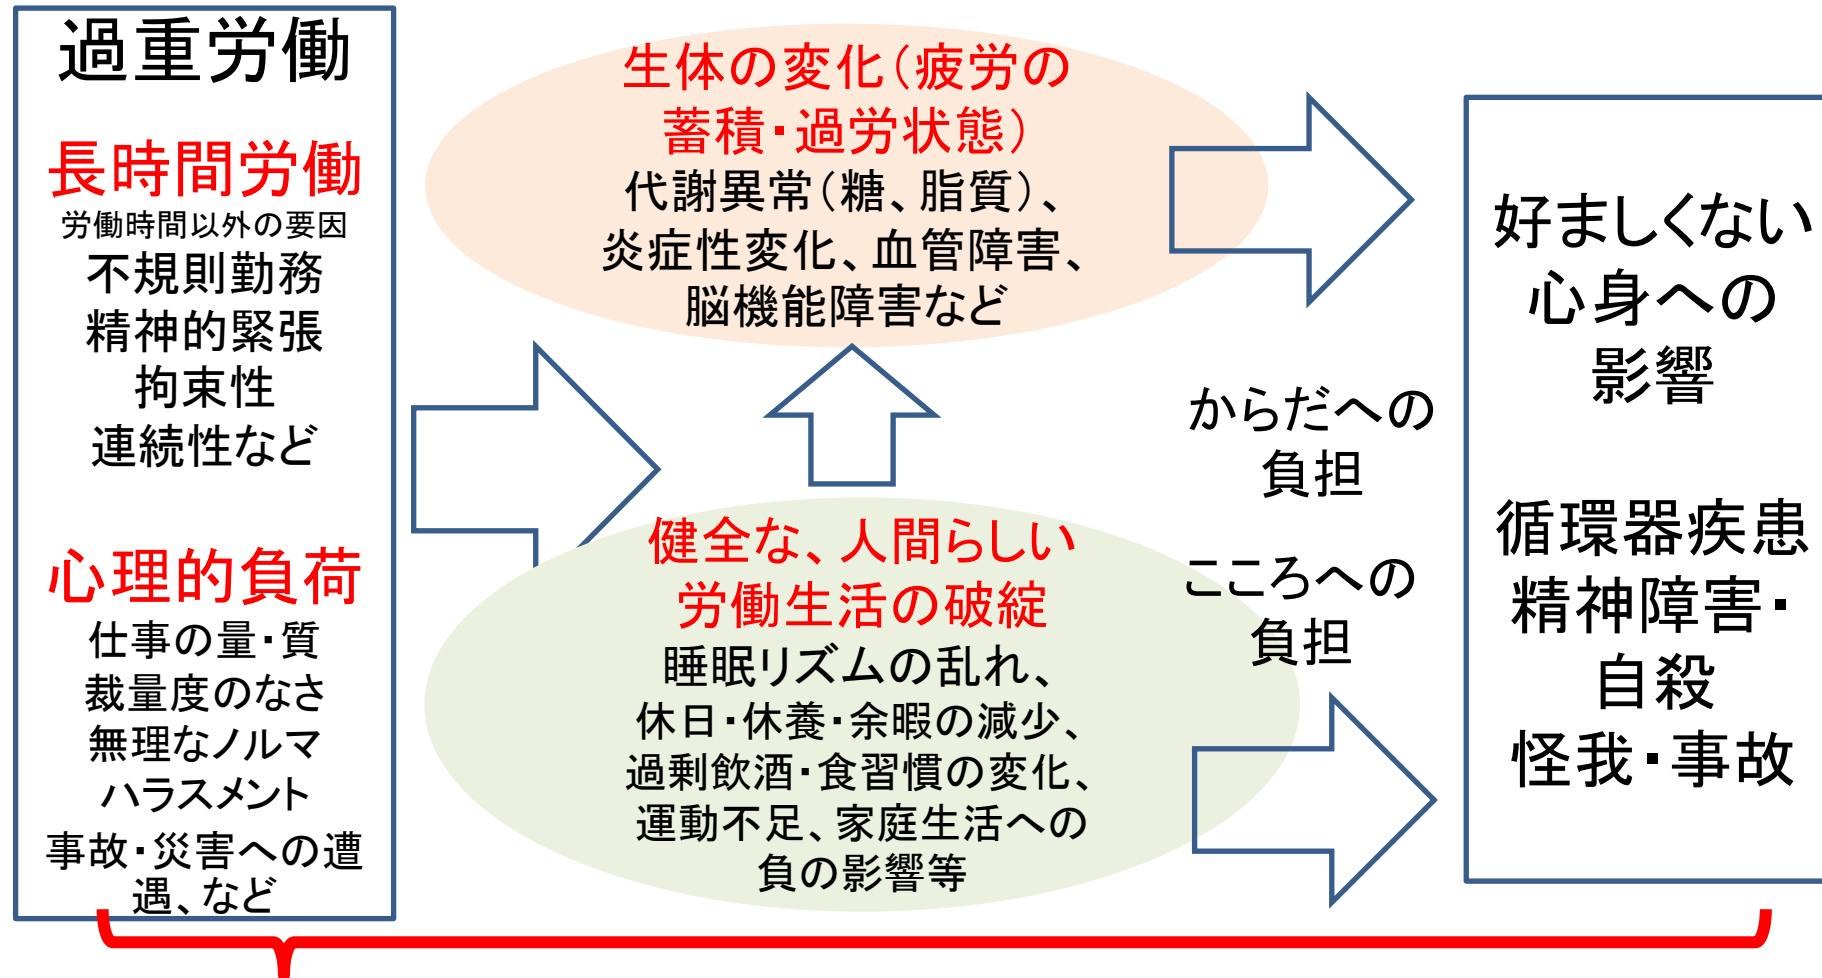 過重労働
長時間労働
労働時間以外の要因
不規則勤務
精神的緊張
拘束性
連続性など
心理的負荷
仕事の量・質
裁量度のなさ
無理なノルマ
ハラスメント
事故・災害への遭
遇、など
生体の変化（疲労の
蓄積・過労状態）
代謝異常（糖、脂質）、
炎症性変化、血管障害、
脳機能障害など
健全な、人間らしい
労働生活の破綻
睡眠リズムの乱れ、
休日・休養・余暇の減少、
過剰飲酒・食習慣の変化、
運動不足、家庭生活への
負の影響等
からだへの
負担
こころへの
負担
好ましくない
心身への
影響
循環器疾患
精神障害・
自殺
怪我・事故